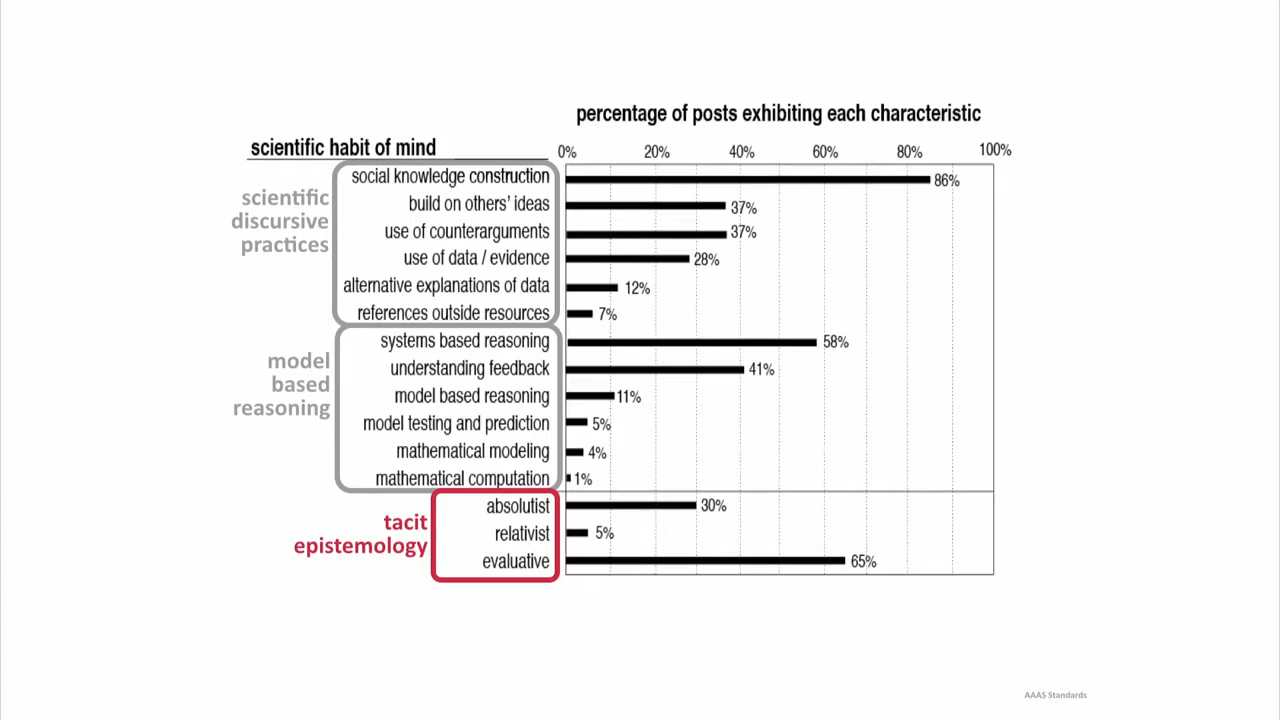 percentage of posts exhibiting each characteristic
scientific habit of mind
0% 20% 40% 60% 80% 100%
scientific
discursive
practices
social knowledge construction 86%
build on others' ideas 37%
use of counterarguments 37%
use of data / evidence 28%
alternative explanations of data 12%
references outside resources 7%
model
based
reasoning
systems based reasoning 58%
understanding feedback 41%
model based reasoning 11%
model testing and prediction 5%
mathematical modeling 4%
mathematical computation 1%
tacit
epistemology
absolutist 30%
relativist 5%
evaluative 65%
AAAS Standards